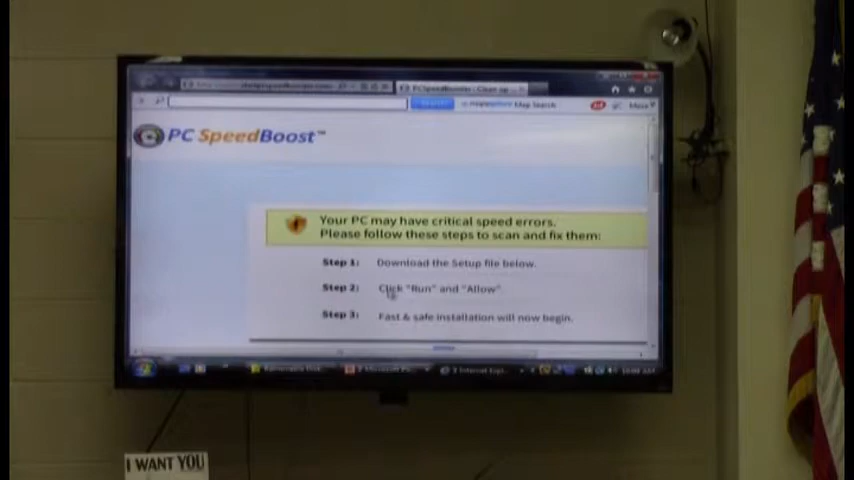 PC SpeedBoost™
Your PC may have critical speed errors.
Please follow these steps to scan and fix them:
Step 1: Download the Setup file below.
Step 2: Click "Run" and "Allow"
Step 3: Fast & safe installation will now begin.
I WANT YOU